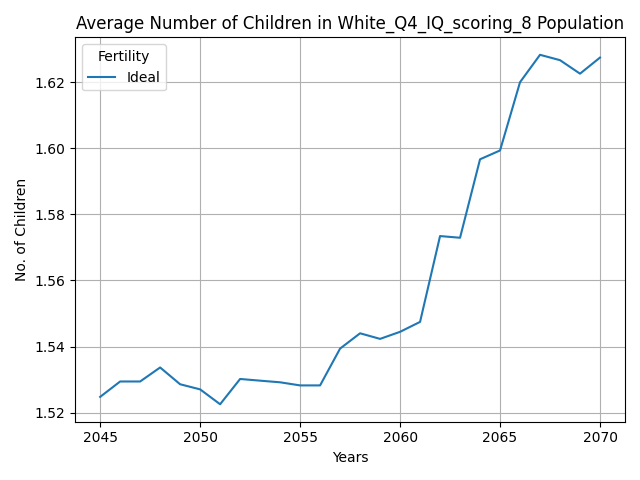 Average Number of Children in White_Q4_IQ_scoring_8 Population
Fertility
Ideal
No. of Children
1.62
1.60
1.58
1.56
1.54
1.52
2045
2050
2055
2060
2065
2070
Years